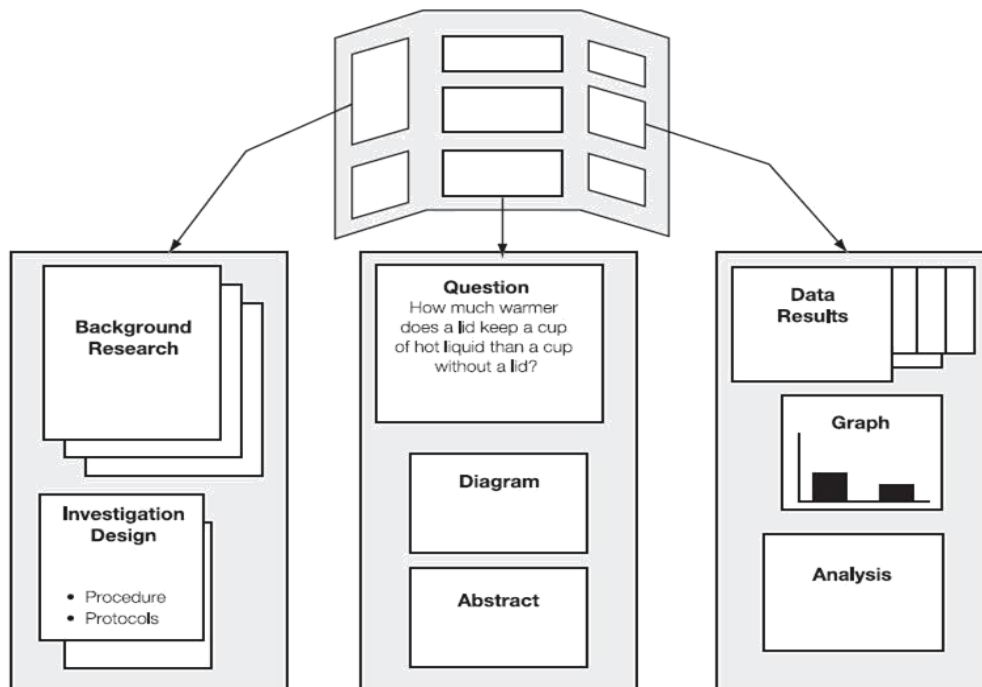 Background
Research
Investigation
Design
• Procedure
• Protocols
Question
How much warmer
does a lid keep a cup
of hot liquid than a cup
without a lid?
Diagram
Abstract
Data
Results
Graph
Analysis